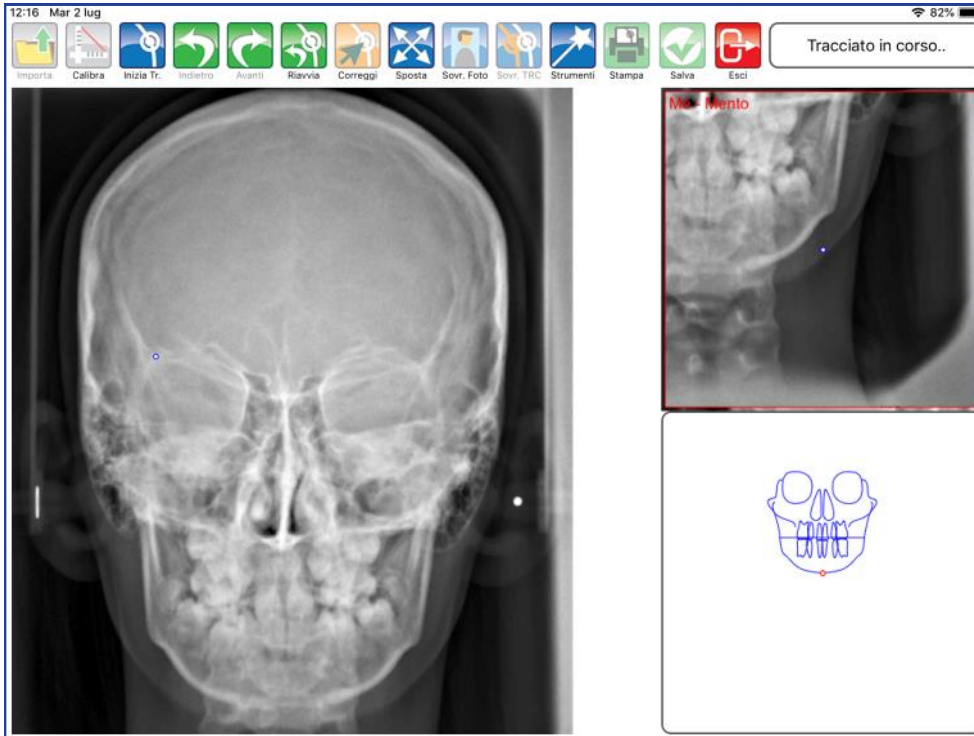 12:16 Mar 2 lug
82%
Importa Calibra Inizia Tr. Indietro Avanti Riavvia Correggi Sposta Sovr. Foto Sovr. TRC Strumenti Stampa Salva Esci
Tracciato in corso..
Me - Mento